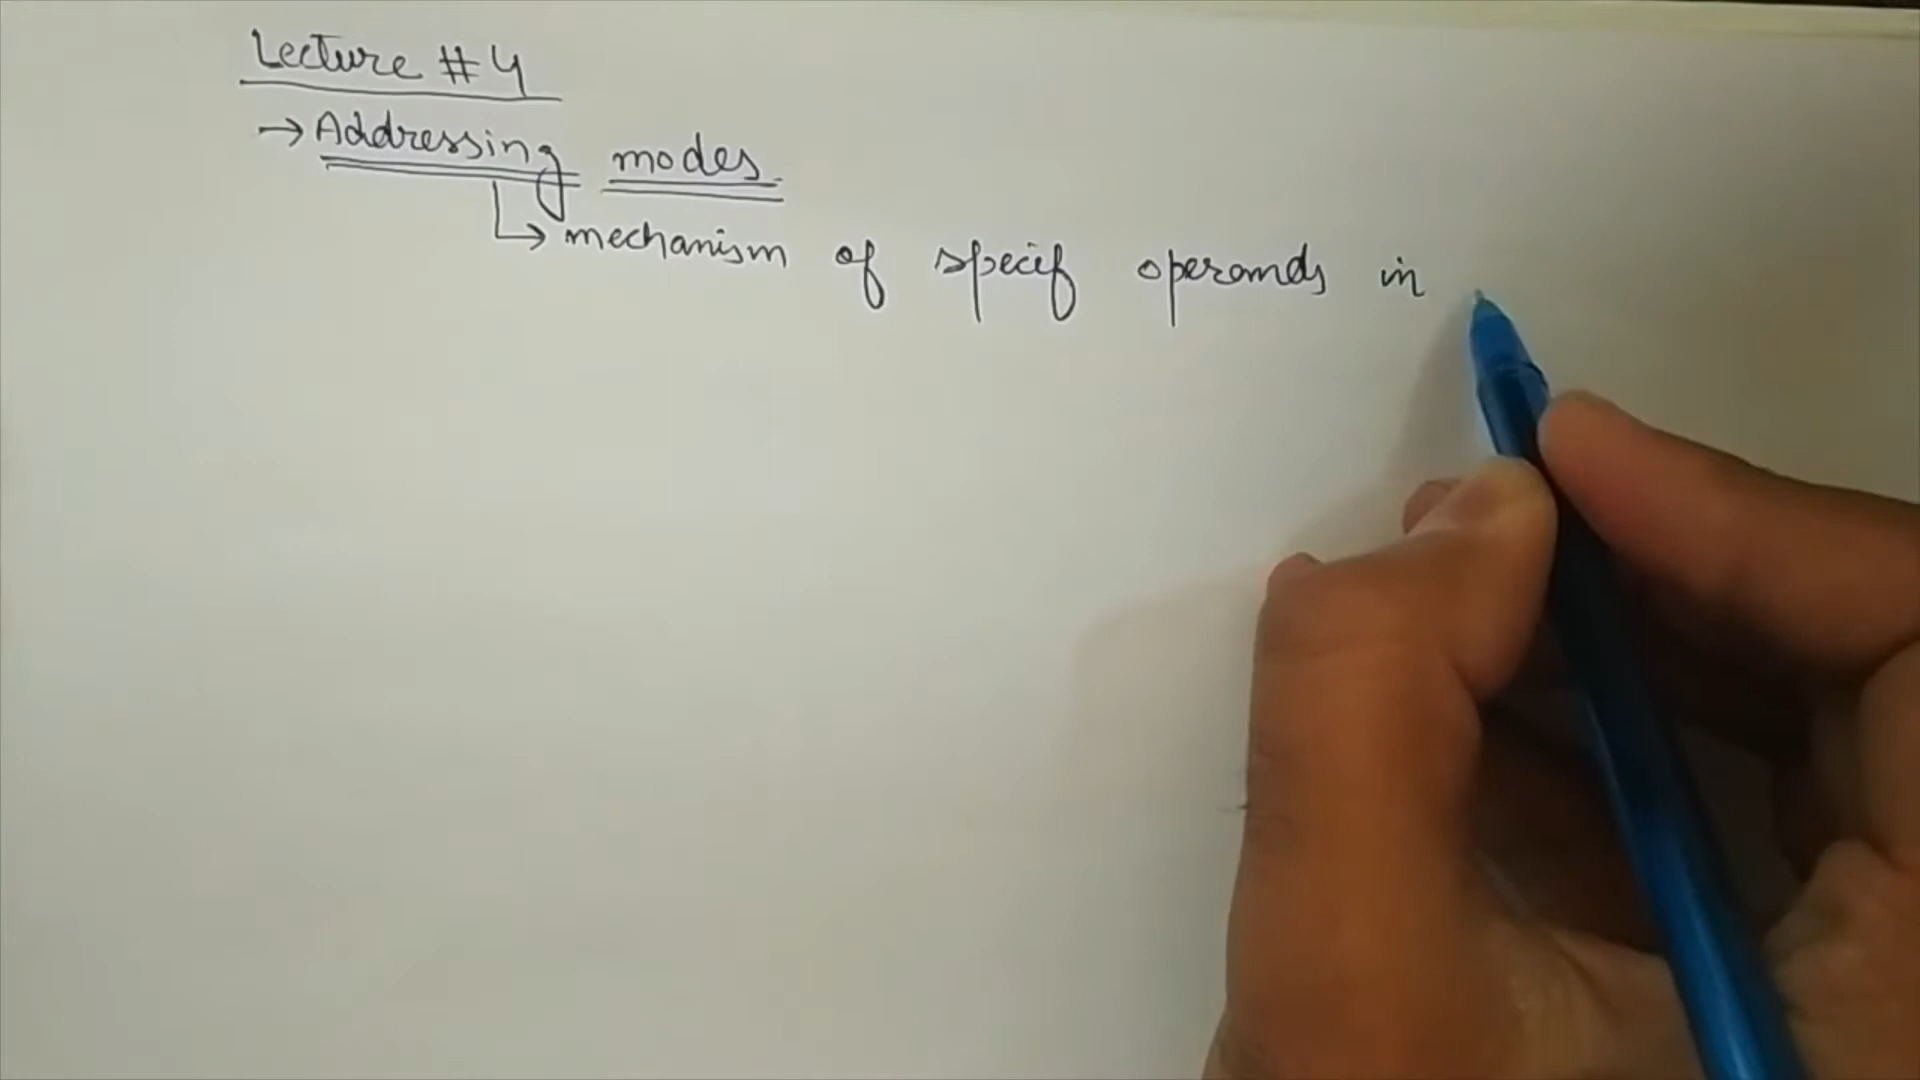 Lecture #4
→ Addressing modes
↳ mechanism of specif operands in